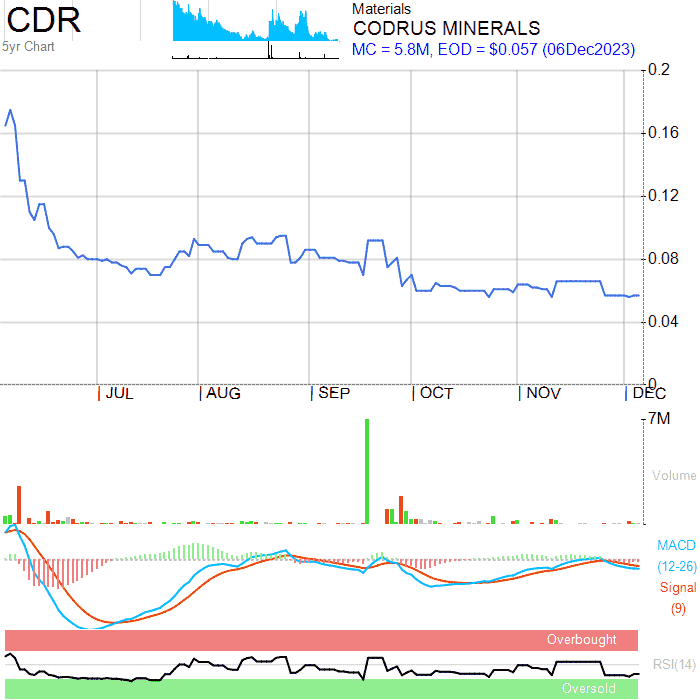 CDR
5yr Chart
Materials
CODRUS MINERALS
MC = 5.8M, EOD = $0.057 (06Dec2023)
0.2
0.16
0.12
0.08
0.04
0
JUL
AUG
SEP
OCT
NOV
DEC
7M
Volume
MACD
(12-26)
Signal
(9)
Overbought
RSI(14)
Oversold